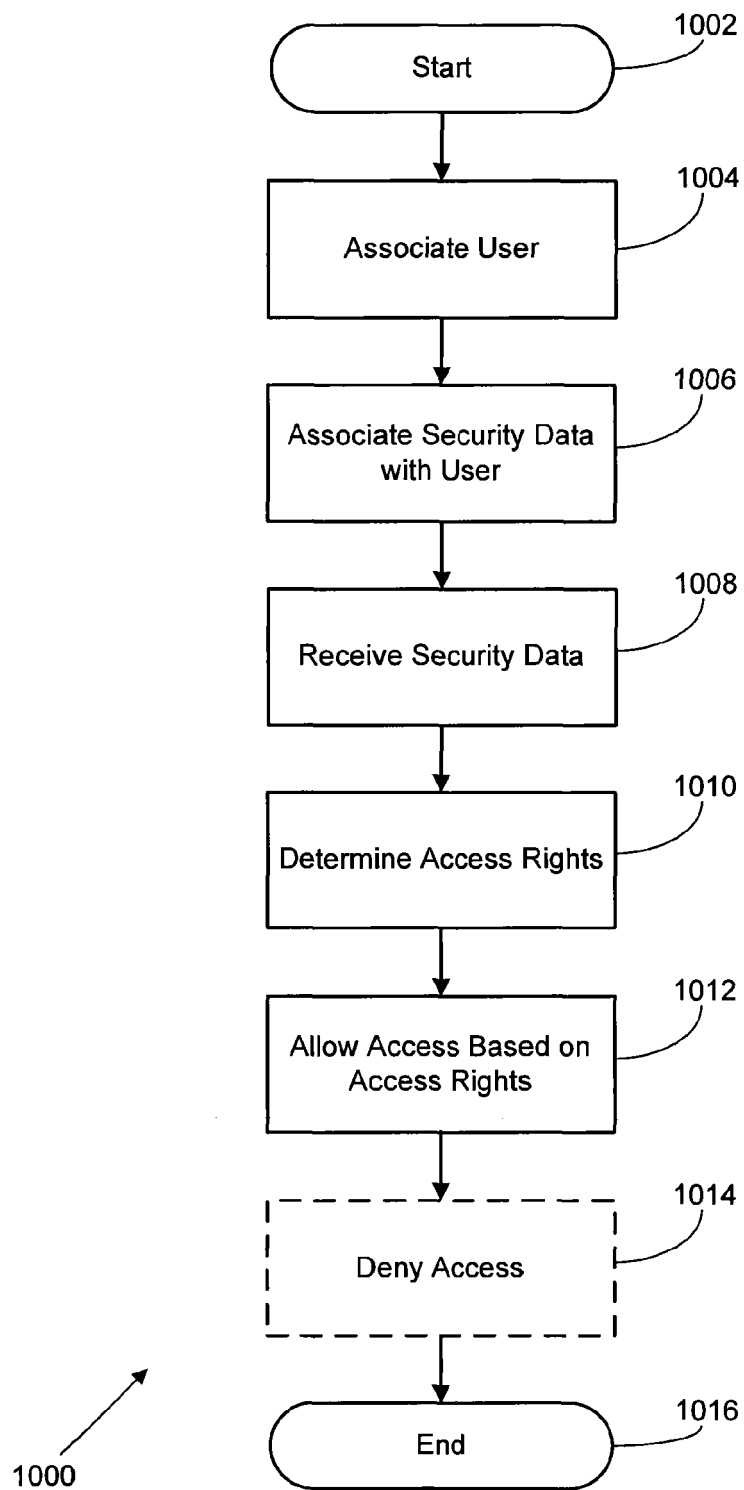 1002
Start
1004
Associate User
1006
Associate Security Data
with User
1008
Receive Security Data
1010
Determine Access Rights
1012
Allow Access Based on
Access Rights
1014
Deny Access
1016
End
1000